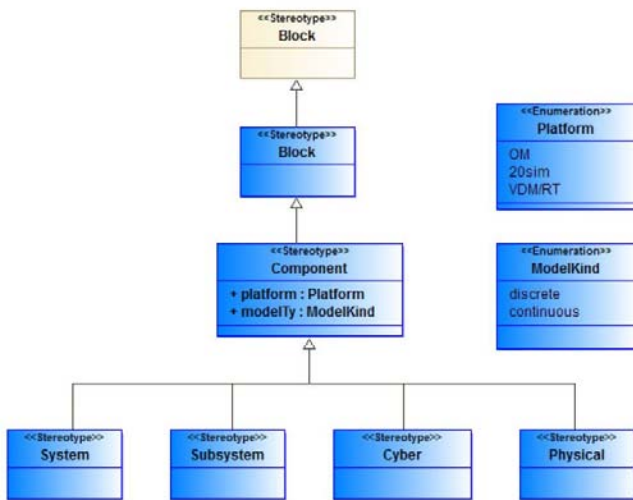 <<Stereotype>>
Block
<<Stereotype>>
Block
<<Enumeration>>
Platform
OM
20sim
VDM/RT
<<Stereotype>>
Component
+ platform : Platform
+ modelTy : ModelKind
<<Enumeration>>
ModelKind
discrete
continuous
<<Stereotype>>
System
<<Stereotype>>
Subsystem
<<Stereotype>>
Cyber
<<Stereotype>>
Physical